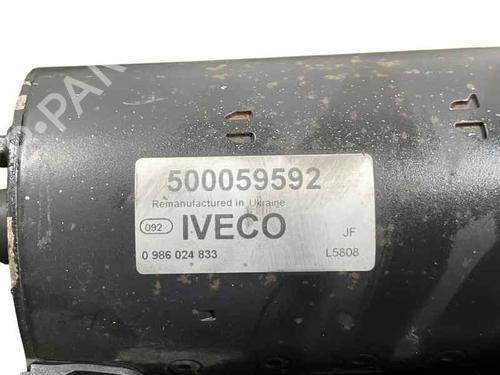 500059592
Remanufactured in Ukraine
092 IVECO JF
0 986 024 833 L5808